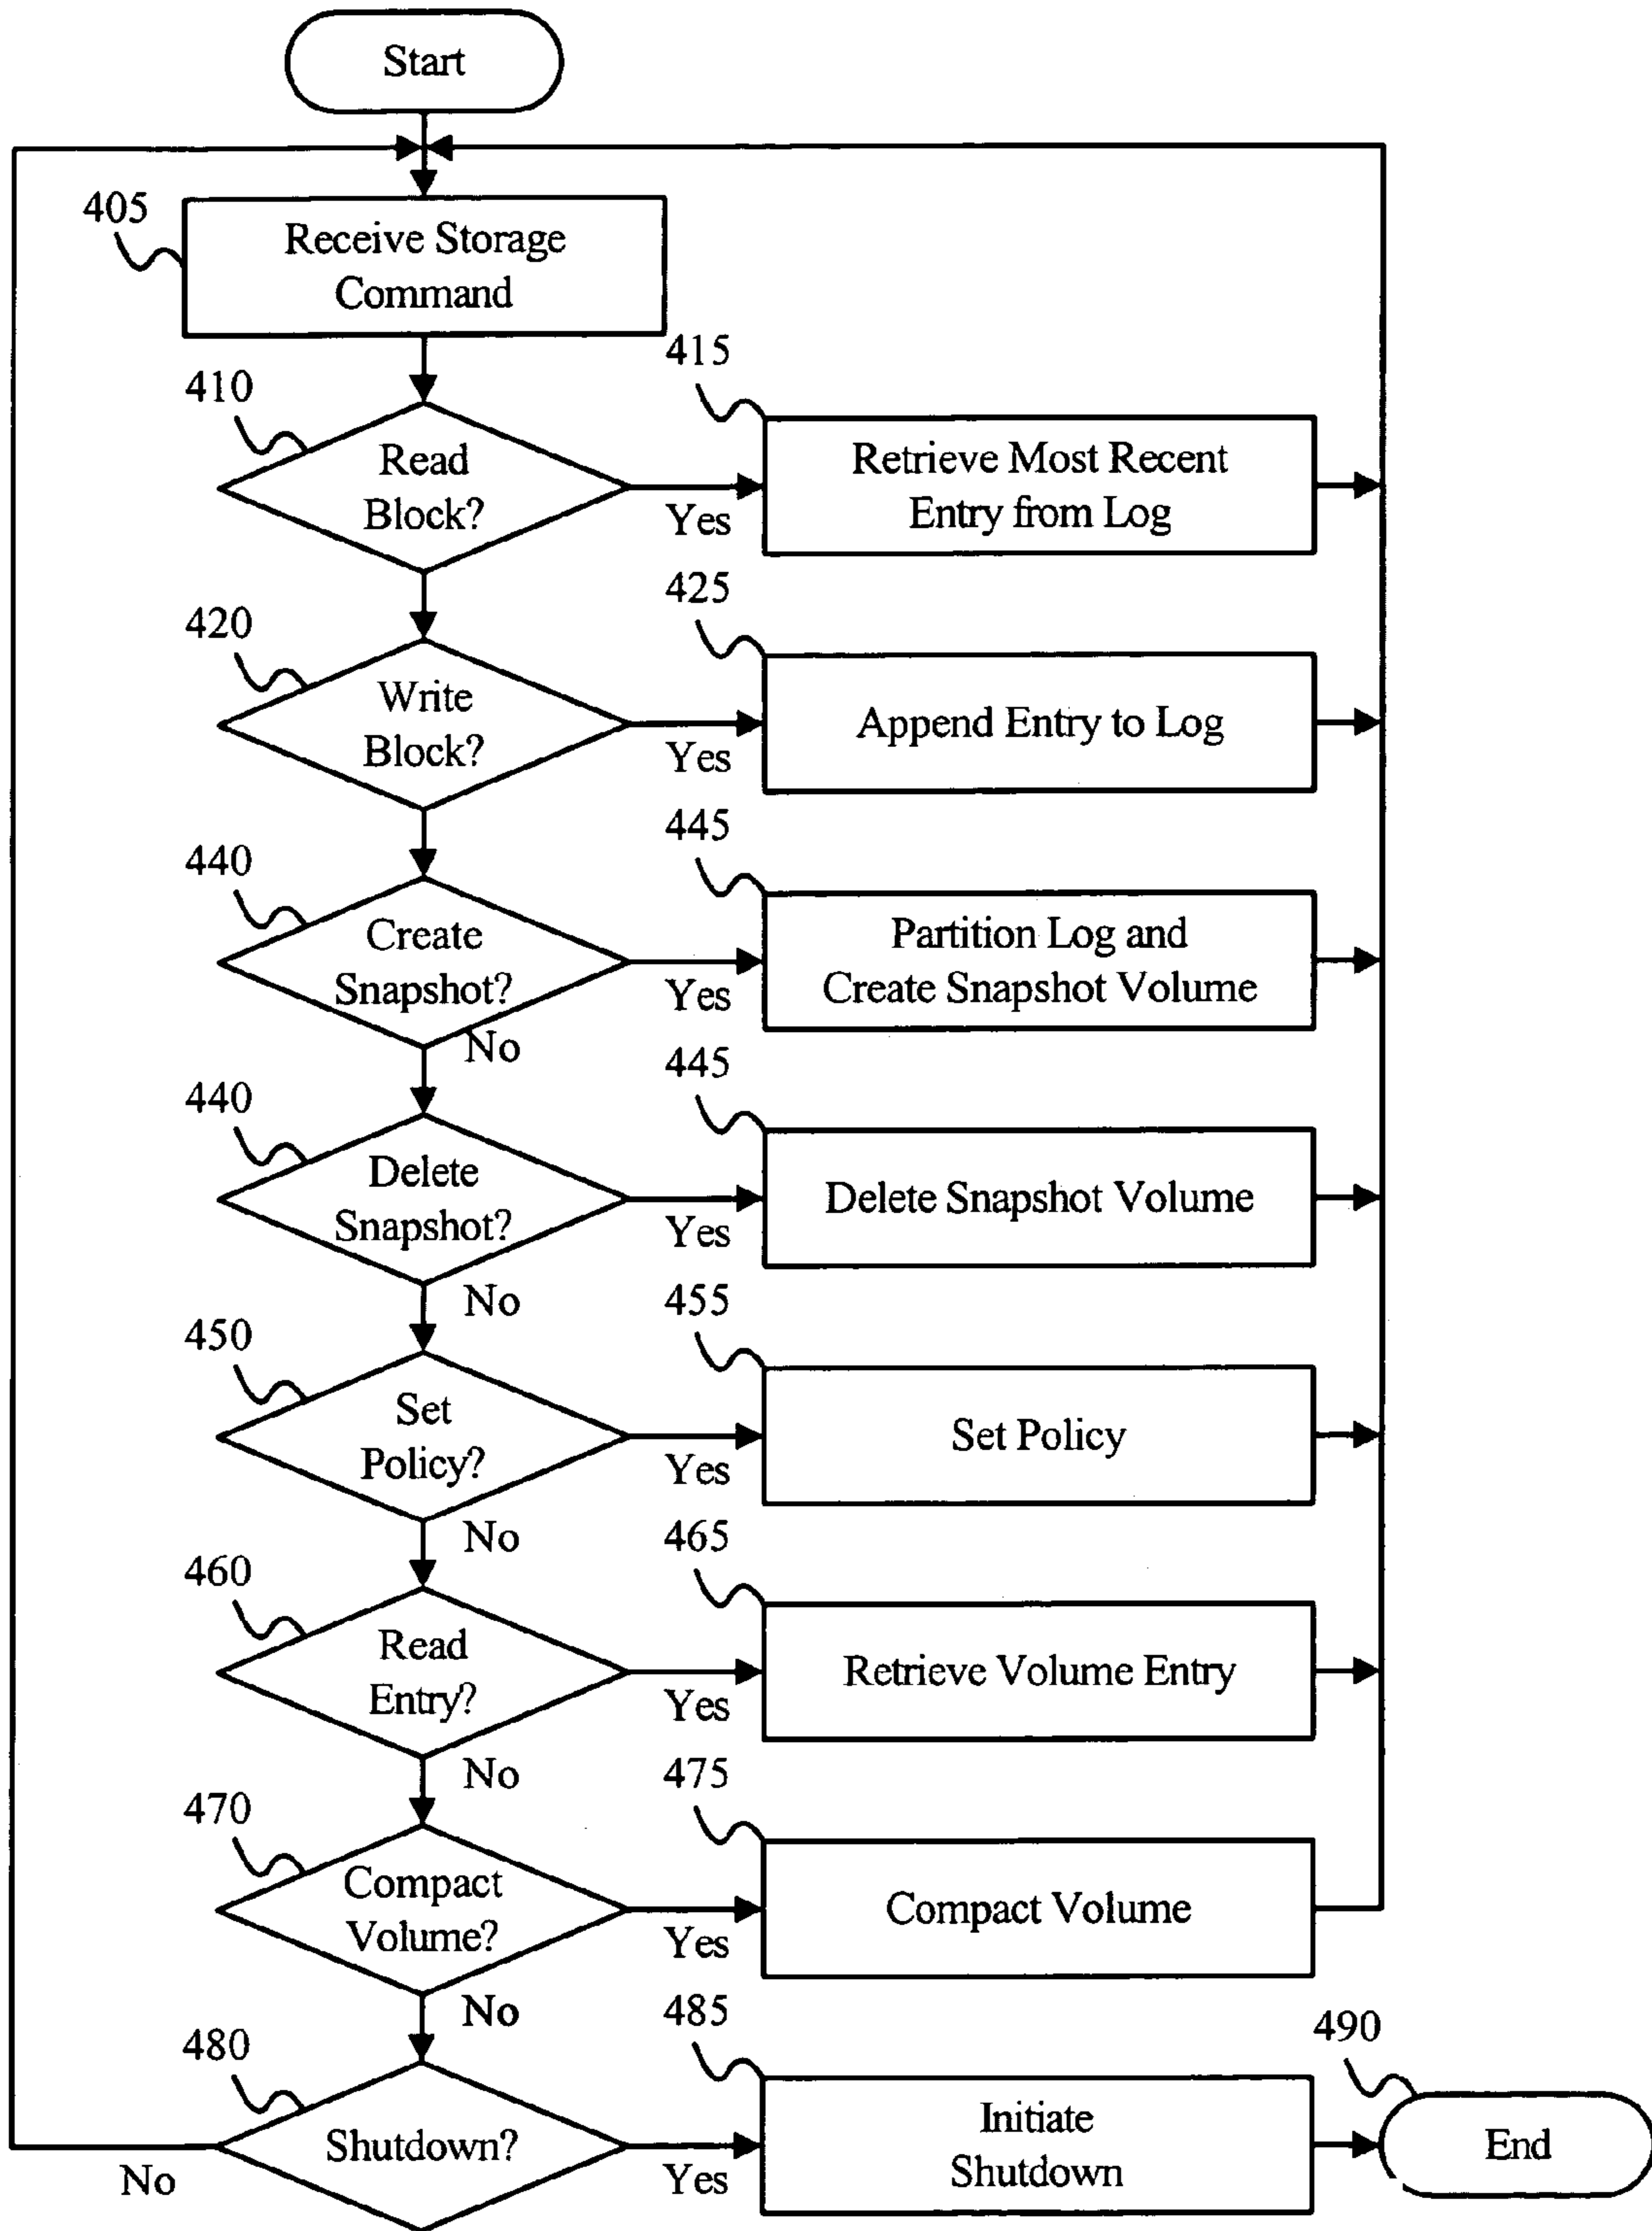 Start
405
Receive Storage
Command
410
Read
Block?
Yes
415
Retrieve Most Recent
Entry from Log
420
Write
Block?
Yes
425
Append Entry to Log
440
Create
Snapshot?
Yes
No
445
Partition Log and
Create Snapshot Volume
440
Delete
Snapshot?
Yes
No
445
Delete Snapshot Volume
450
Set
Policy?
Yes
No
455
Set Policy
460
Read
Entry?
Yes
No
465
Retrieve Volume Entry
470
Compact
Volume?
Yes
No
475
Compact Volume
480
Shutdown?
No
Yes
485
Initiate
Shutdown
490
End